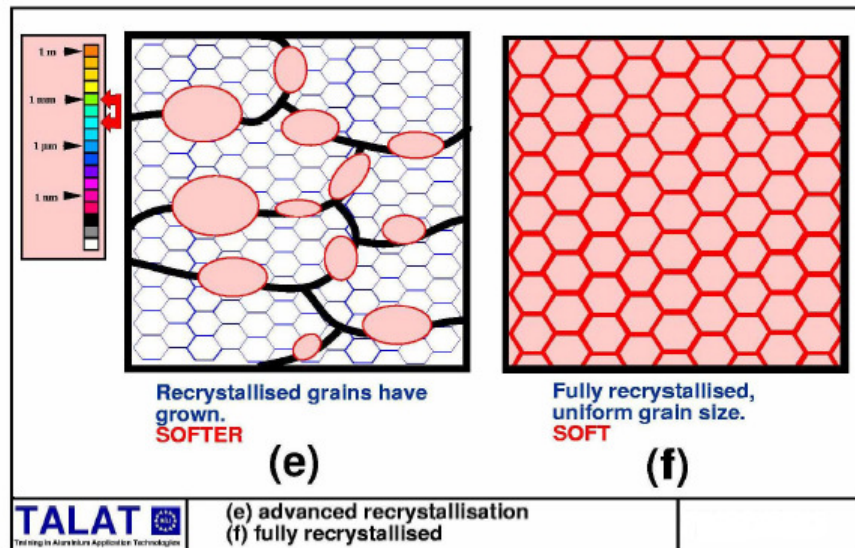 1 m
1 mm
1 µm
1 nm
Recrystallised grains have
grown.
SOFTER
(e)
Fully recrystallised,
uniform grain size.
SOFT
(f)
TALAT
Training in Aluminium Application Technologies
(e) advanced recrystallisation
(f) fully recrystallised